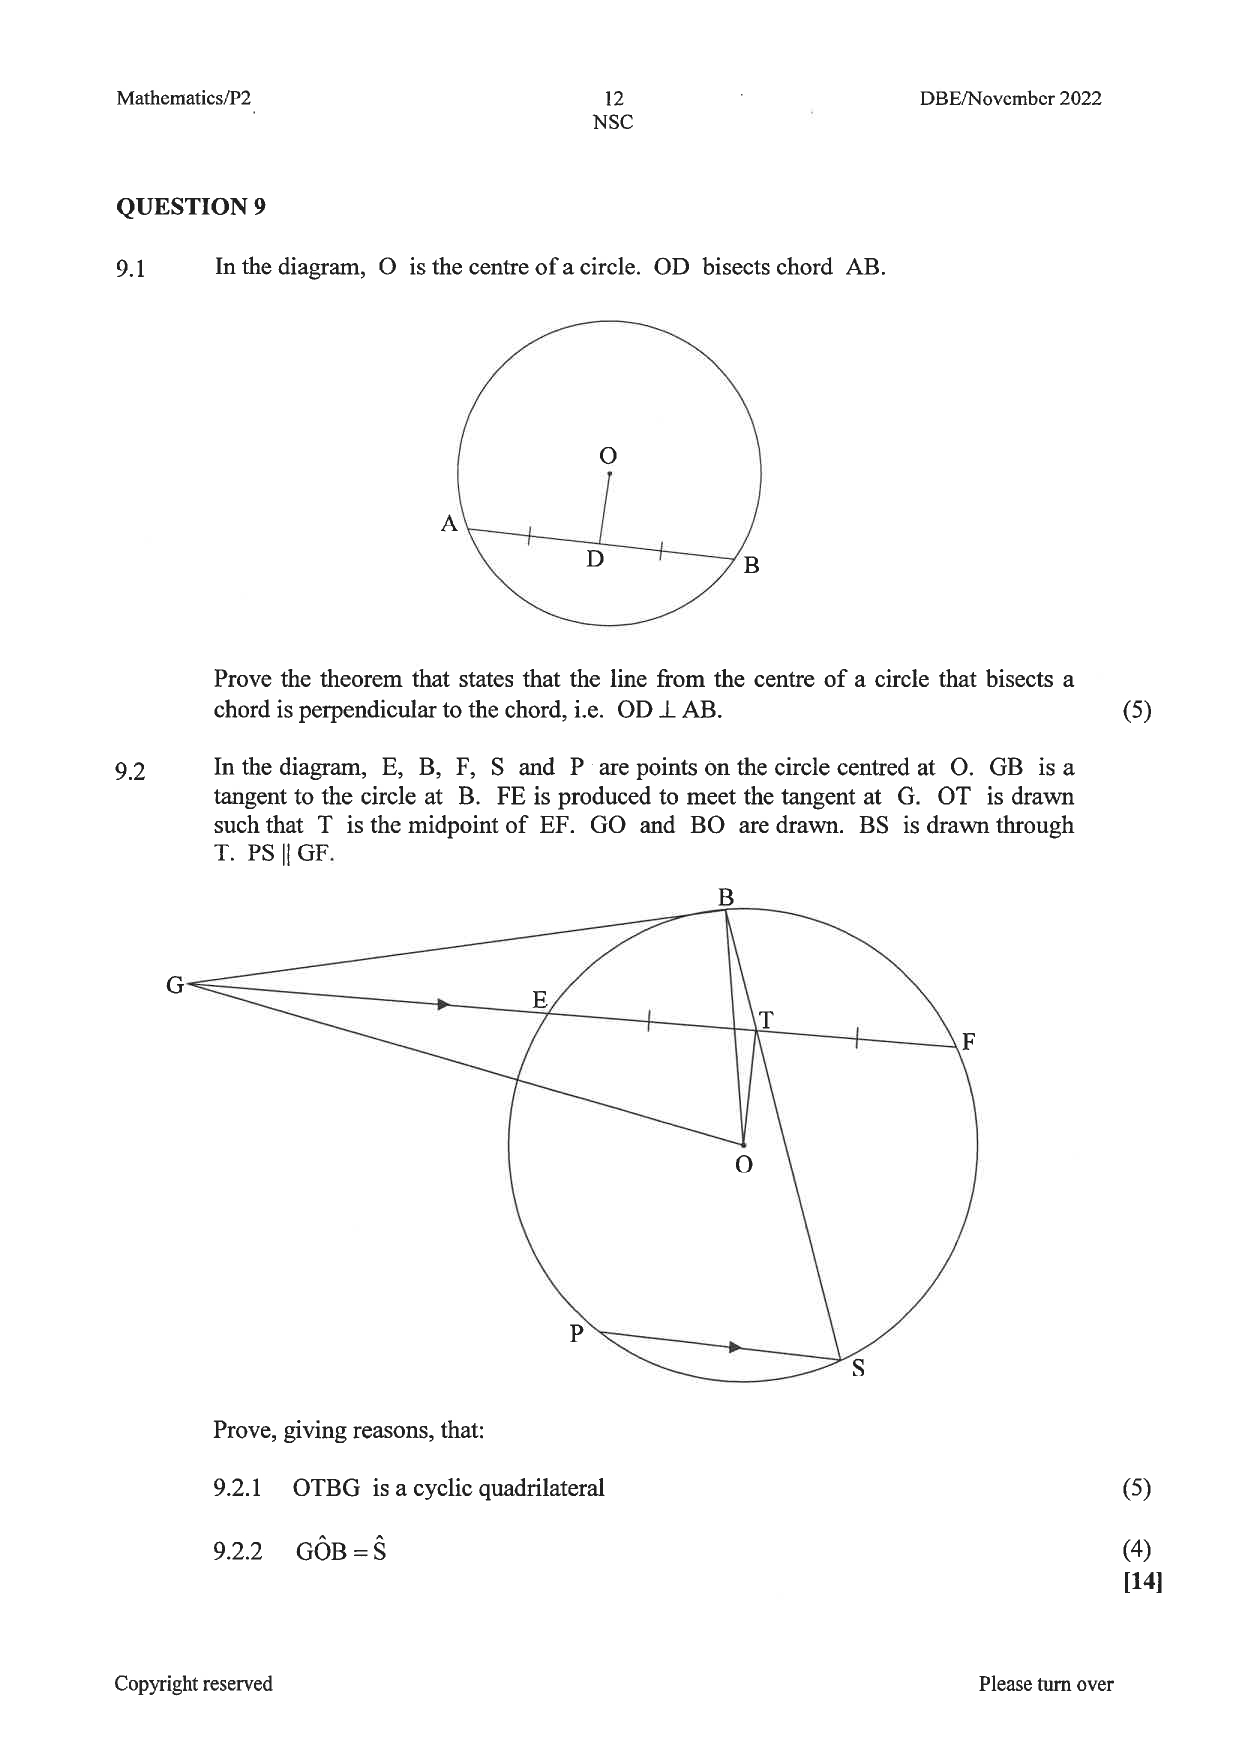 Mathematics/P2 12 DBE/November 2022
NSC
QUESTION 9
9.1 In the diagram, O is the centre of a circle. OD bisects chord AB.
O
A
D
B
Prove the theorem that states that the line from the centre of a circle that bisects a
chord is perpendicular to the chord, i.e. OD ⊥ AB. (5)
9.2 In the diagram, E, B, F, S and P are points on the circle centred at O. GB is a
tangent to the circle at B. FE is produced to meet the tangent at G. OT is drawn
such that T is the midpoint of EF. GO and BO are drawn. BS is drawn through
T. PS || GF.
B
G
E
T
F
O
P
S
Prove, giving reasons, that:
9.2.1 OTBG is a cyclic quadrilateral (5)
9.2.2 GÔB = Ŝ (4)
[14]
Copyright reserved Please turn over